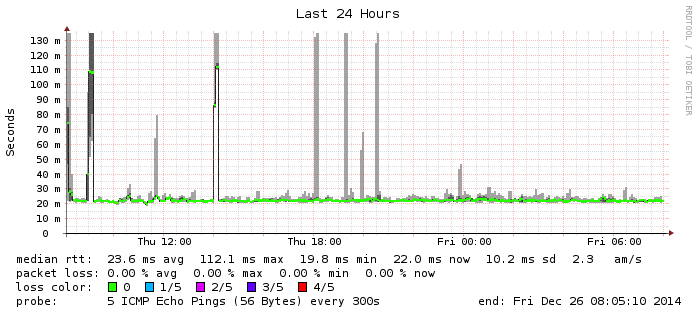 Last 24 Hours
RRDTOOL / TOBI OETIKER
Seconds
130 m
120 m
110 m
100 m
90 m
80 m
70 m
60 m
50 m
40 m
30 m
20 m
10 m
0
Thu 12:00 Thu 18:00 Fri 00:00 Fri 06:00
median rtt: 23.6 ms avg 112.1 ms max 19.8 ms min 22.0 ms now 10.2 ms sd 2.3 am/s
packet loss: 0.00 % avg 0.00 % max 0.00 % min 0.00 % now
loss color: 0 1/5 2/5 3/5 4/5
probe: 5 ICMP Echo Pings (56 Bytes) every 300s end: Fri Dec 26 08:05:10 2014